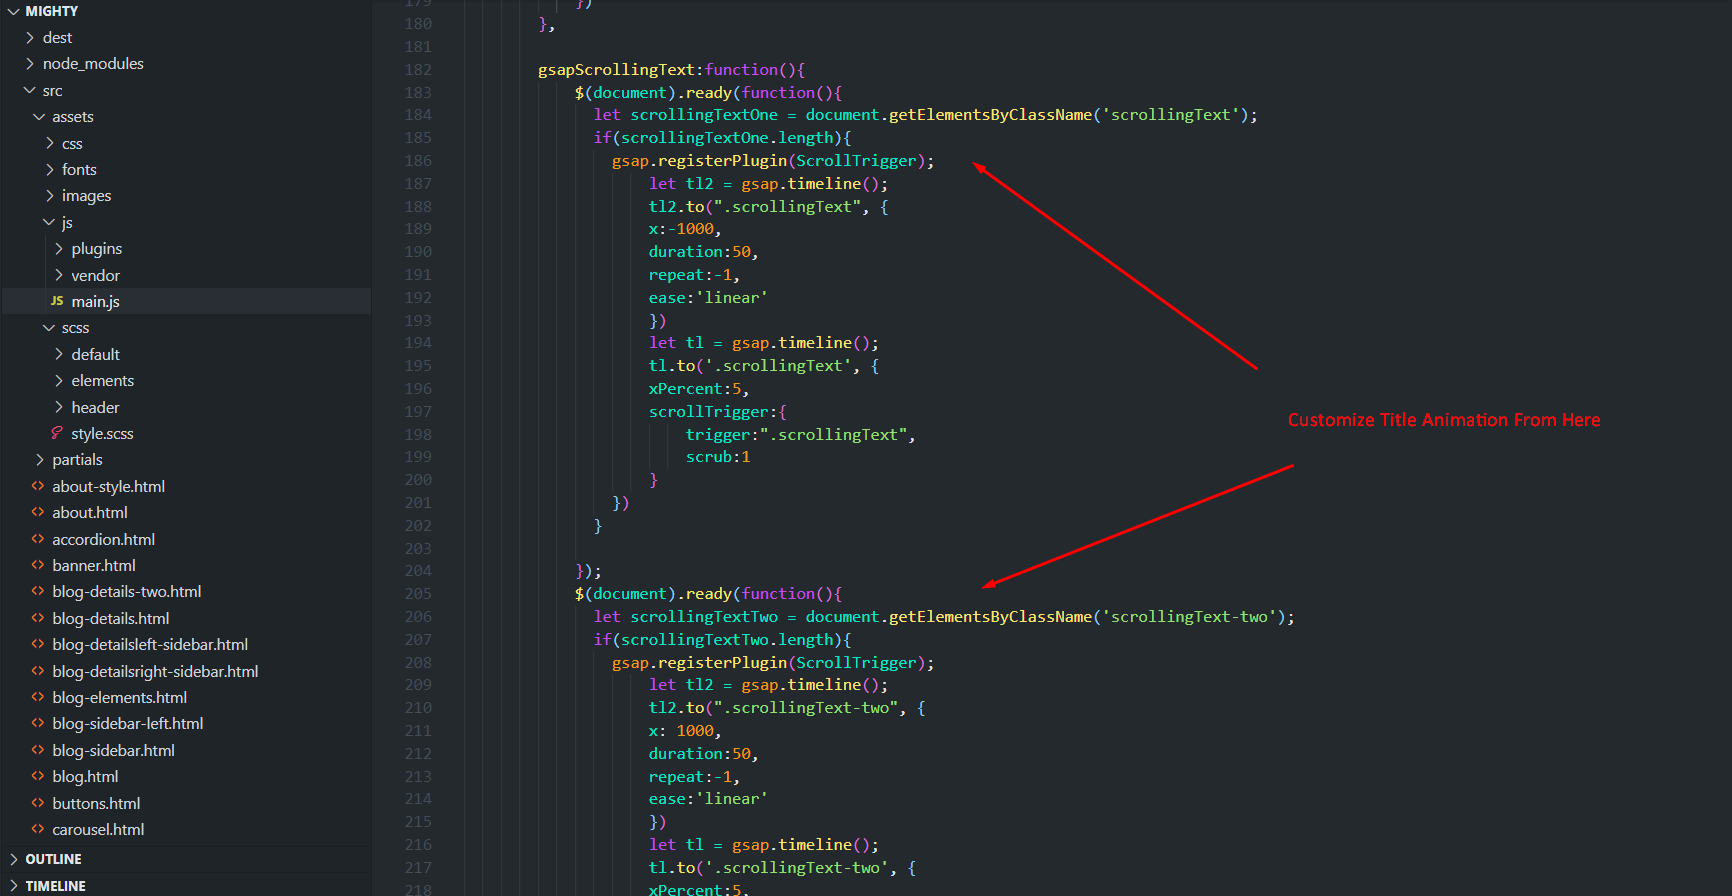 MIGHTY
dest
node_modules
src
assets
css
fonts
images
js
plugins
vendor
JS main.js
scss
default
elements
header
style.scss
partials
<> about-style.html
<> about.html
<> accordion.html
<> banner.html
<> blog-details-two.html
<> blog-details.html
<> blog-detailsleft-sidebar.html
<> blog-detailsright-sidebar.html
<> blog-elements.html
<> blog-sidebar-left.html
<> blog-sidebar.html
<> blog.html
<> buttons.html
<> carousel.html
OUTLINE
TIMELINE
179 })
180 },
181
182 gsapScrollingText:function(){
183 $(document).ready(function(){
184 let scrollingTextOne = document.getElementsByClassName('scrollingText');
185 if(scrollingTextOne.length){
186 gsap.registerPlugin(ScrollTrigger);
187 let tl2 = gsap.timeline();
188 tl2.to(".scrollingText", {
189 x:-1000,
190 duration:50,
191 repeat:-1,
192 ease:'linear'
193 })
194 let tl = gsap.timeline();
195 tl.to('.scrollingText', {
196 xPercent:5,
197 scrollTrigger:{
198 trigger:".scrollingText",
199 scrub:1
200 }
201 })
202 }
203
204 });
205 $(document).ready(function(){
206 let scrollingTextTwo = document.getElementsByClassName('scrollingText-two');
207 if(scrollingTextTwo.length){
208 gsap.registerPlugin(ScrollTrigger);
209 let tl2 = gsap.timeline();
210 tl2.to(".scrollingText-two", {
211 x: 1000,
212 duration:50,
213 repeat:-1,
214 ease:'linear'
215 })
216 let tl = gsap.timeline();
217 tl.to('.scrollingText-two', {
218 xPercent:5,
Customize Title Animation From Here